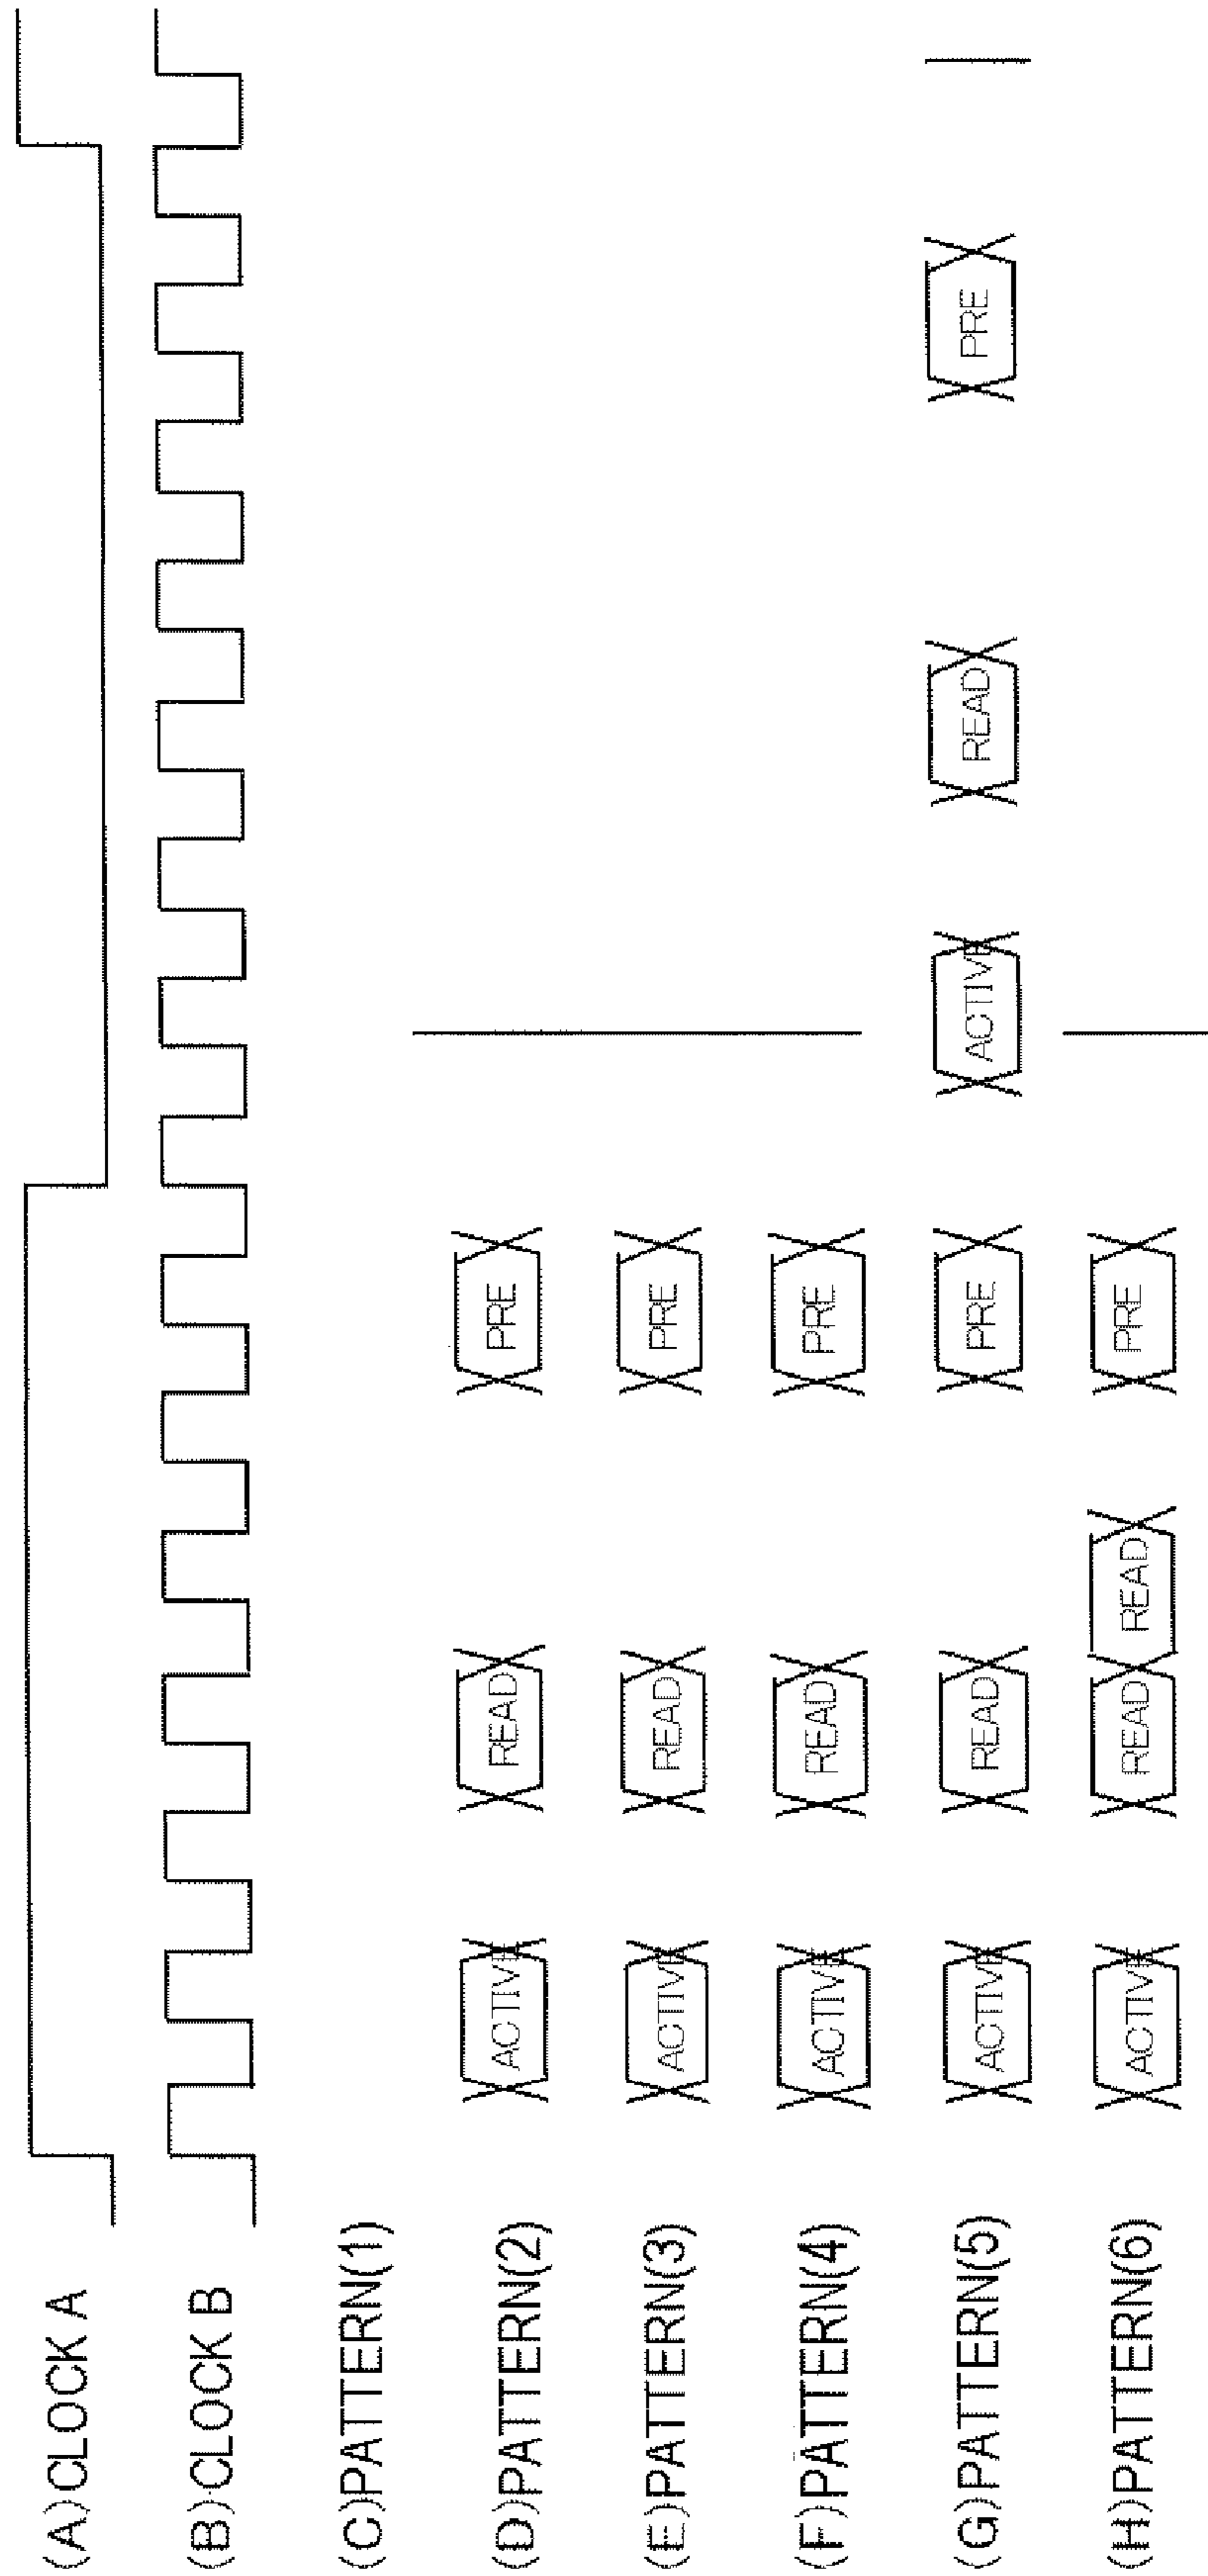 (A) CLOCK A
(B) CLOCK B
(C)PATTERN(1)
(D)PATTERN(2) ACTIVE READ PRE
(E)PATTERN(3) ACTIVE READ PRE
(F)PATTERN(4) ACTIVE READ PRE
(G)PATTERN(5) ACTIVE READ PRE ACTIVE READ PRE
(H)PATTERN(6) ACTIVE READ READ PRE